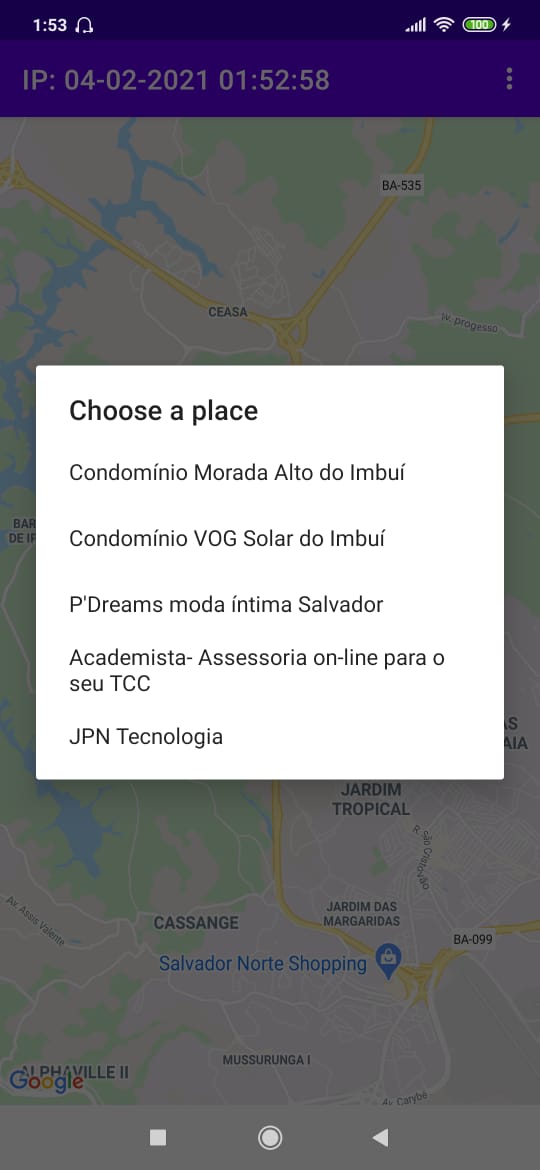 1:53
100
IP: 04-02-2021 01:52:58
BA-535
CEASA
progesso
BAR
DE IP
Choose a place
Condomínio Morada Alto do Imbuí
Condomínio VOG Solar do Imbuí
P'Dreams moda íntima Salvador
Academista- Assessoria on-line para o
seu TCC
JPN Tecnologia
AS
AIA
JARDIM
TROPICAL
R. São Cristóvão
JARDIM DAS
MARGARIDAS
Av. Assis Valente
CASSANGE
BA-099
Salvador Norte Shopping
MUSSURUNGA I
ALPHAVILLE II
Google
Av. Carybé